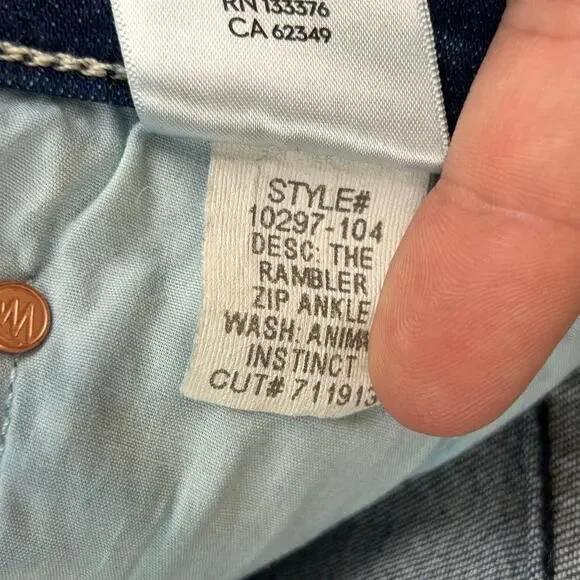 RN 133376
CA 62349
STYLE#
10297-104
DESC: THE
RAMBLER
ZIP ANKLE
WASH:
INSTINCT
CUT# 711913